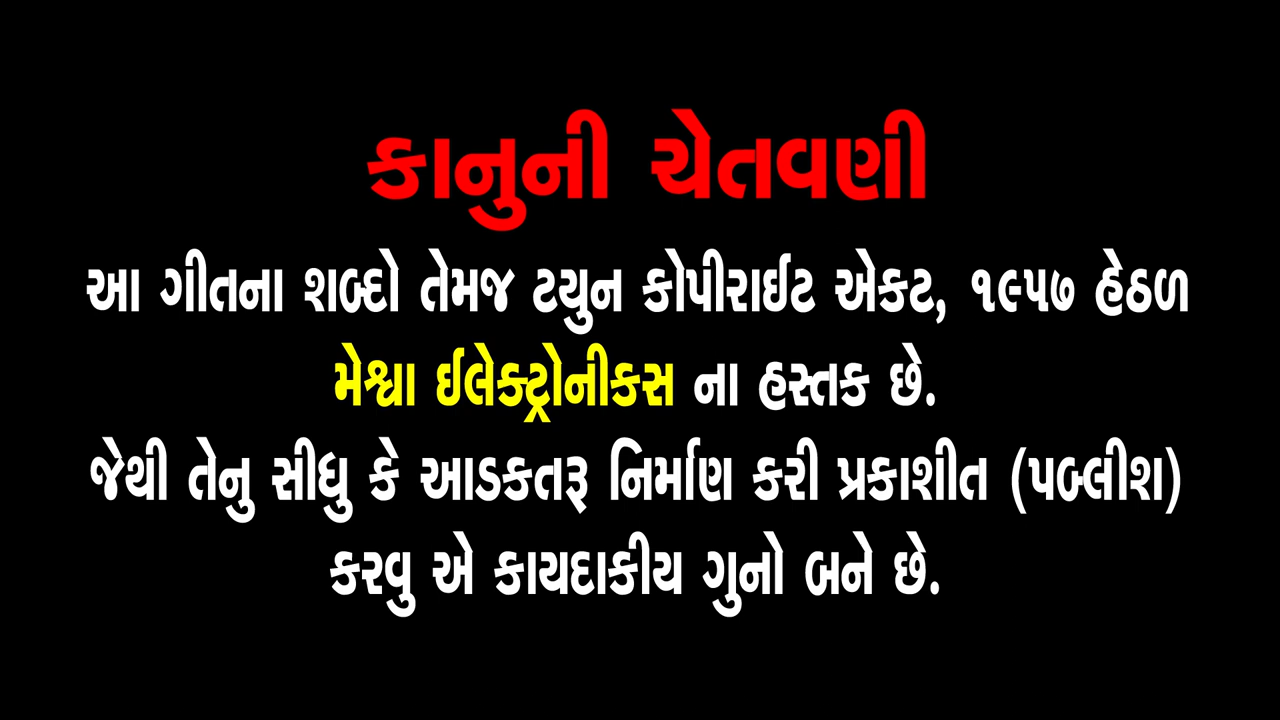 કાનુની ચેતવણી
આ ગીતના શબ્દો તેમજ ટયુન કોપીરાઈટ એકટ, ૧૯૫૭ હેઠળ
મેશ્વા ઈલેક્ટ્રોનીકસ ના હસ્તક છે.
જેથી તેનુ સીધુ કે આડકતરૂ નિર્માણ કરી પ્રકાશીત (પબ્લીશ)
કરવુ એ કાયદાકીય ગુનો બને છે.